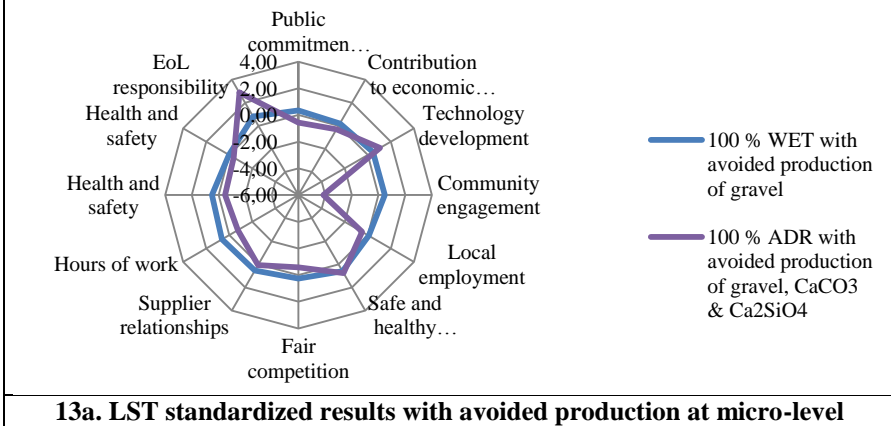 Public
commitmen…
Contribution
to economic…
Technology
development
Community
engagement
Local
employment
Safe and
healthy…
Fair
competition
Supplier
relationships
Hours of work
Health and
safety
Health and
safety
EoL
responsibility
4,00
2,00
0,00
-2,00
-4,00
-6,00
100 % WET with
avoided production
of gravel
100 % ADR with
avoided production
of gravel, CaCO3
& Ca2SiO4
13a. LST standardized results with avoided production at micro-level